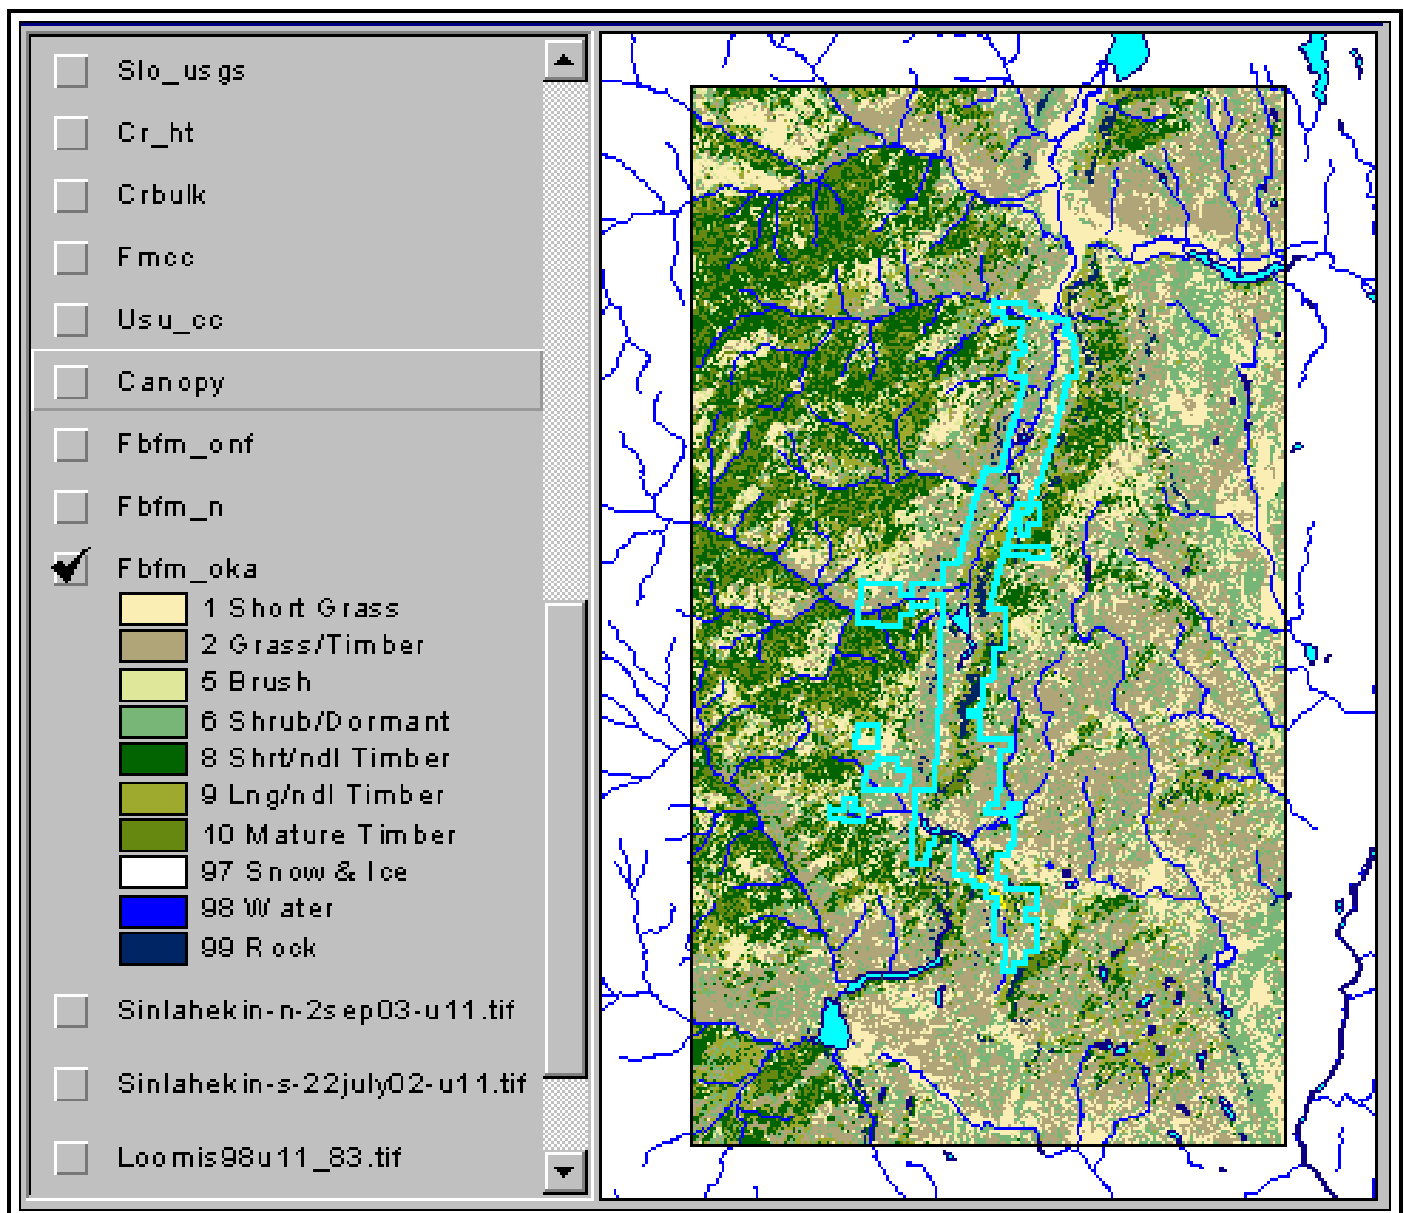 Slo_usgs
Cr_ht
Crbulk
Fmcc
Usu_cc
Canopy
Fbfm_onf
Fbfm_n
Fbfm_oka
1 Short Grass
2 Grass/Timber
5 Brush
6 Shrub/Dormant
8 Shrt/ndl Timber
9 Lng/ndl Timber
10 Mature Timber
97 Snow & Ice
98 Water
99 Rock
Sinlahekin-n-2sep03-u11.tif
Sinlahekin-s-22july02-u11.tif
Loomis98u11_83.tif